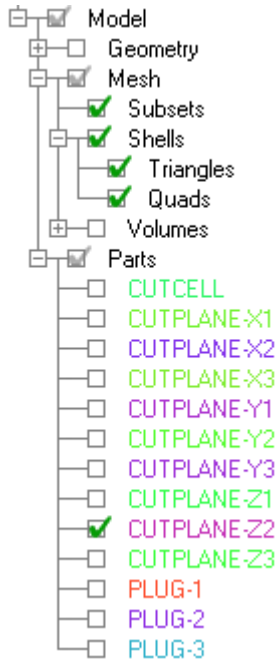 Model
Geometry
Mesh
Subsets
Shells
Triangles
Quads
Volumes
Parts
CUTCELL
CUTPLANE-X1
CUTPLANE-X2
CUTPLANE-X3
CUTPLANE-Y1
CUTPLANE-Y2
CUTPLANE-Y3
CUTPLANE-Z1
CUTPLANE-Z2
CUTPLANE-Z3
PLUG-1
PLUG-2
PLUG-3